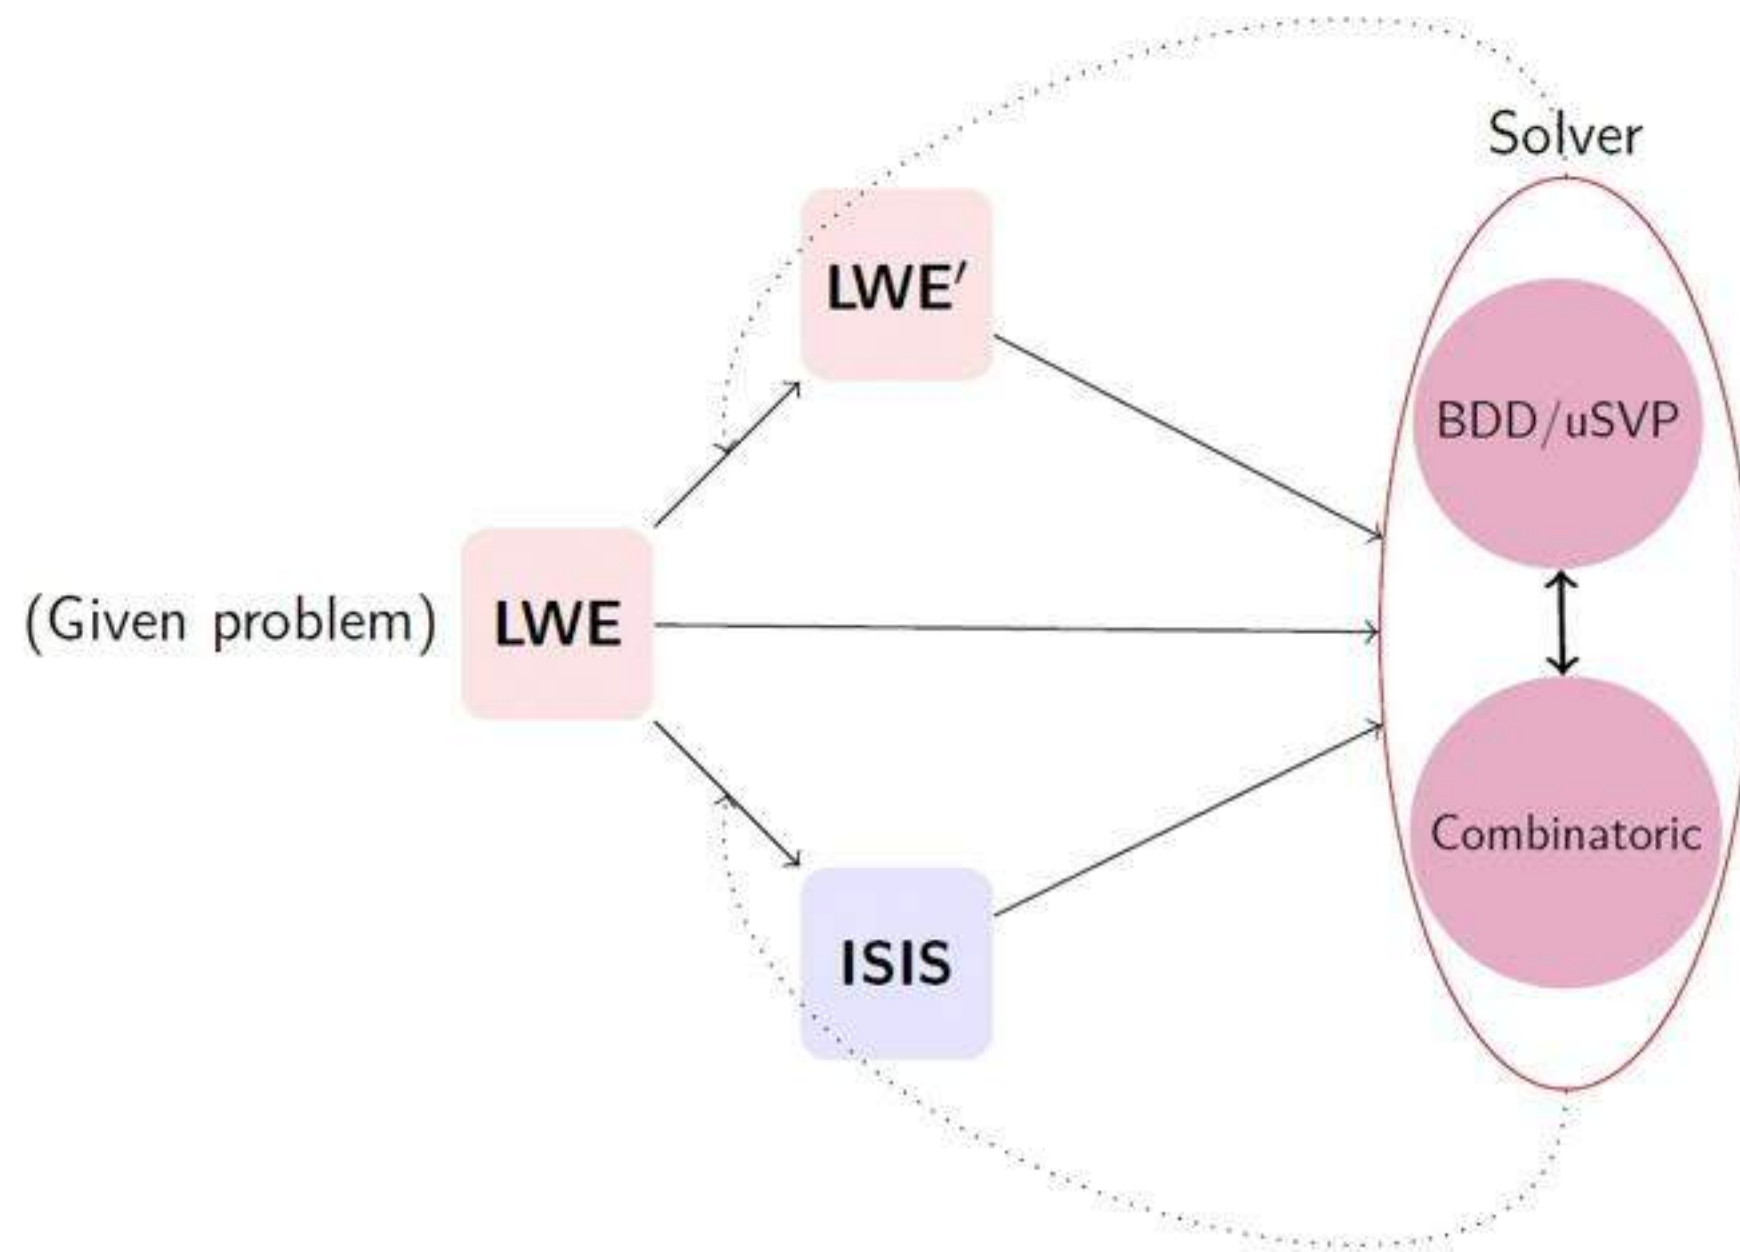 Solver
LWE′
BDD/uSVP
(Given problem) LWE
Combinatoric
ISIS